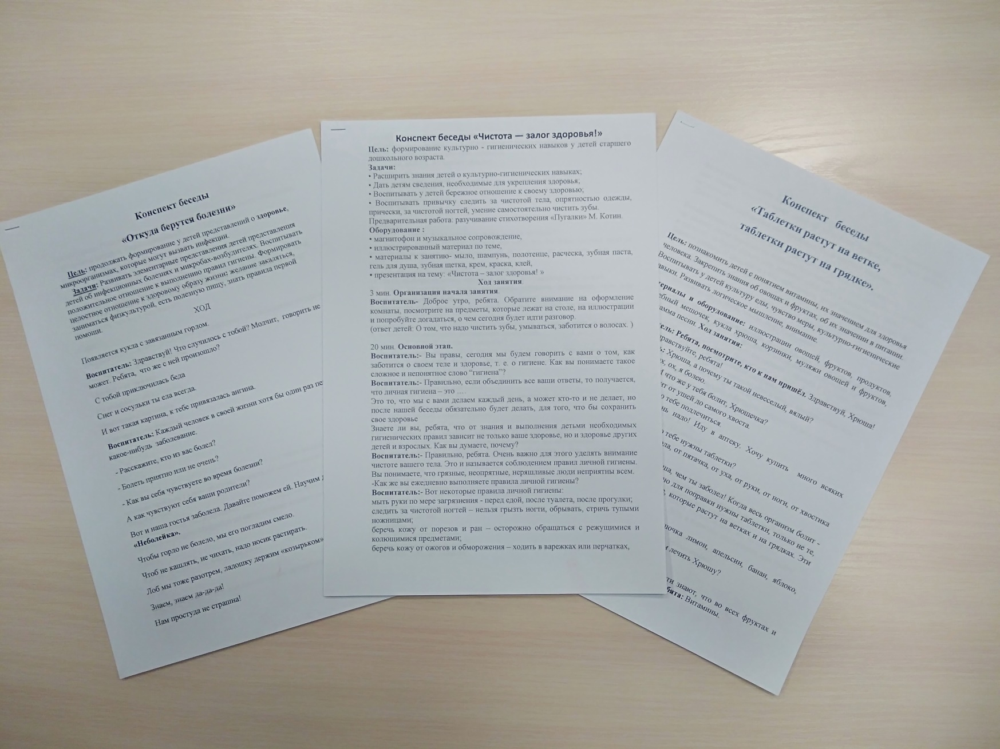 Конспект беседы
«Откуда берутся болезни»
Цель: продолжать формирование у детей представлений о здоровье,
микроорганизмах, которые могут вызвать инфекции.
Задачи: Развивать элементарные представления детей представления
детей об инфекционных болезнях и микробах-возбудителях. Воспитывать
положительное отношение к выполнению правил гигиены. Формировать
целостное отношение к здоровому образу жизни: желание закаляться,
заниматься физкультурой, есть полезную пищу, знать правила первой
помощи.
ХОД
Появляется кукла с завязанным горлом.
Воспитатель: Здравствуй! Что случилось с тобой? Молчит, говорить не
может. Ребята, что же с ней произошло?
С тобой приключилась беда
Снег и сосульки ты ела всегда.
И вот такая картина, к тебе привязалась ангина.
Воспитатель: Каждый человек в своей жизни хотя бы один раз
какое-нибудь заболевание.
- Расскажите, кто из вас болел?
- Болеть приятно или не очень?
- Как вы себя чувствуете во время болезни?
А как чувствуют себя ваши родители?
Вот и наша гостья заболела. Давайте поможем ей. Научим
«Неболейка».
Чтобы горло не болело, мы его погладим смело.
Чтоб не кашлять, не чихать, надо носик растирать.
Лоб мы тоже разотрем, ладошку держим «козырьком»
Знаем, знаем да-да-да!
Нам простуда не страшна!
Конспект беседы «Чистота — залог здоровья!»
Цель: формирование культурно - гигиенических навыков у детей старшего
дошкольного возраста.
Задачи:
• Расширить знания детей о культурно-гигиенических навыках;
• Дать детям сведения, необходимые для укрепления здоровья;
• Воспитывать у детей бережное отношение к своему здоровью;
• Воспитывать привычку следить за чистотой тела, опрятностью одежды,
прически, за чистотой ногтей, умение самостоятельно чистить зубы.
Предварительная работа: разучивание стихотворения «Пугалки» М. Котин.
Оборудование :
• магнитофон и музыкальное сопровождение,
• иллюстрированный материал по теме,
• материалы к занятию- мыло, шампунь, полотенце, расческа, зубная паста,
гель для душа, зубная щетка, крем, краска, клей,
• презентация на тему: «Чистота – залог здоровья! »
Ход занятия
3 мин. Организация начала занятия.
Воспитатель- Доброе утро, ребята. Обратите внимание на оформление
комнаты, посмотрите на предметы, которые лежат на столе, на иллюстрации
и попробуйте догадаться, о чем сегодня будет идти разговор.
(ответ детей: О том, что надо чистить зубы, умываться, заботится о волосах. )
20 мин. Основной этап.
Воспитатель:- Вы правы, сегодня мы будем говорить с вами о том, как
заботится о своем теле и здоровье, т. е. о гигиене. Как вы понимаете такое
сложное и непонятное слово “гигиена”?
Воспитатель:- Правильно, если объединить все ваши ответы, то получается,
что личная гигиена – это ….
Это то, что мы с вами делаем каждый день, а может кто-то и не делает, но
после нашей беседы обязательно будет делать, для того, что бы сохранить
свое здоровье
Знаете ли вы, ребята, что от знания и выполнения детьми необходимых
гигиенических правил зависит не только ваше здоровье, но и здоровье других
детей и взрослых. Как вы думаете, почему?
Воспитатель:- Правильно, ребята. Очень важно для этого уделять внимание
чистоте вашего тела. Это и называется соблюдением правил личной гигиены.
Вы понимаете, что грязные, неопрятные, неряшливые люди неприятны всем.
-Как же вы ежедневно выполняете правила личной гигиены?
Воспитатель:- Вот некоторые правила личной гигиены:
мыть руки по мере загрязнения - перед едой, после туалета, после прогулки;
следить за чистотой ногтей – нельзя грызть ногти, обрывать, стричь тупыми
ножницами;
беречь кожу от порезов и ран – осторожно обращаться с режущимися и
колющимися предметами;
беречь кожу от ожогов и обморожения – ходить в варежках или перчатках,
Конспект беседы
«Таблетки растут на ветке,
таблетки растут на грядке».
Цель: познакомить детей с понятием витамины, их значением для здоровья
человека. Закрепить знания об овощах и фруктах, об их значении в питании.
Воспитывать у детей культуру еды, чувство меры, культурно-гигиенические
авыки. Развивать логическое мышление, внимание.
териалы и оборудование: иллюстрации овощей, фруктов, продуктов,
ебный мешочек, кукла хрюша, корзинки, муляжи овощей и фруктов,
амма песни. Ход занятия:
ель: Ребята, посмотрите, кто к нам пришёл. Здравствуй, Хрюша!
дравствуйте, ребята!
ь: Хрюша, а почему ты такой невеселый, вялый?
х, ох, я болею.
И что же у тебя болит, Хрюшечка?
ит от ушей до самого хвоста.
о тебе подлечиться.
нь надо! Иду в аптеку. Хочу купить много всяких
о тебе нужны таблетки?
ла, от пятачка, от уха, от руки, от ноги, от хвостика
ша, чем ты заболел! Когда весь организм болит -
но для поправки нужны таблетки, только не те,
, которые растут на ветках и на грядках. Эти
почка лимон, апельсин, банан, яблоко,
м лечить Хрюшу?
ти знают, что во всех фруктах и
бята: Витамины.